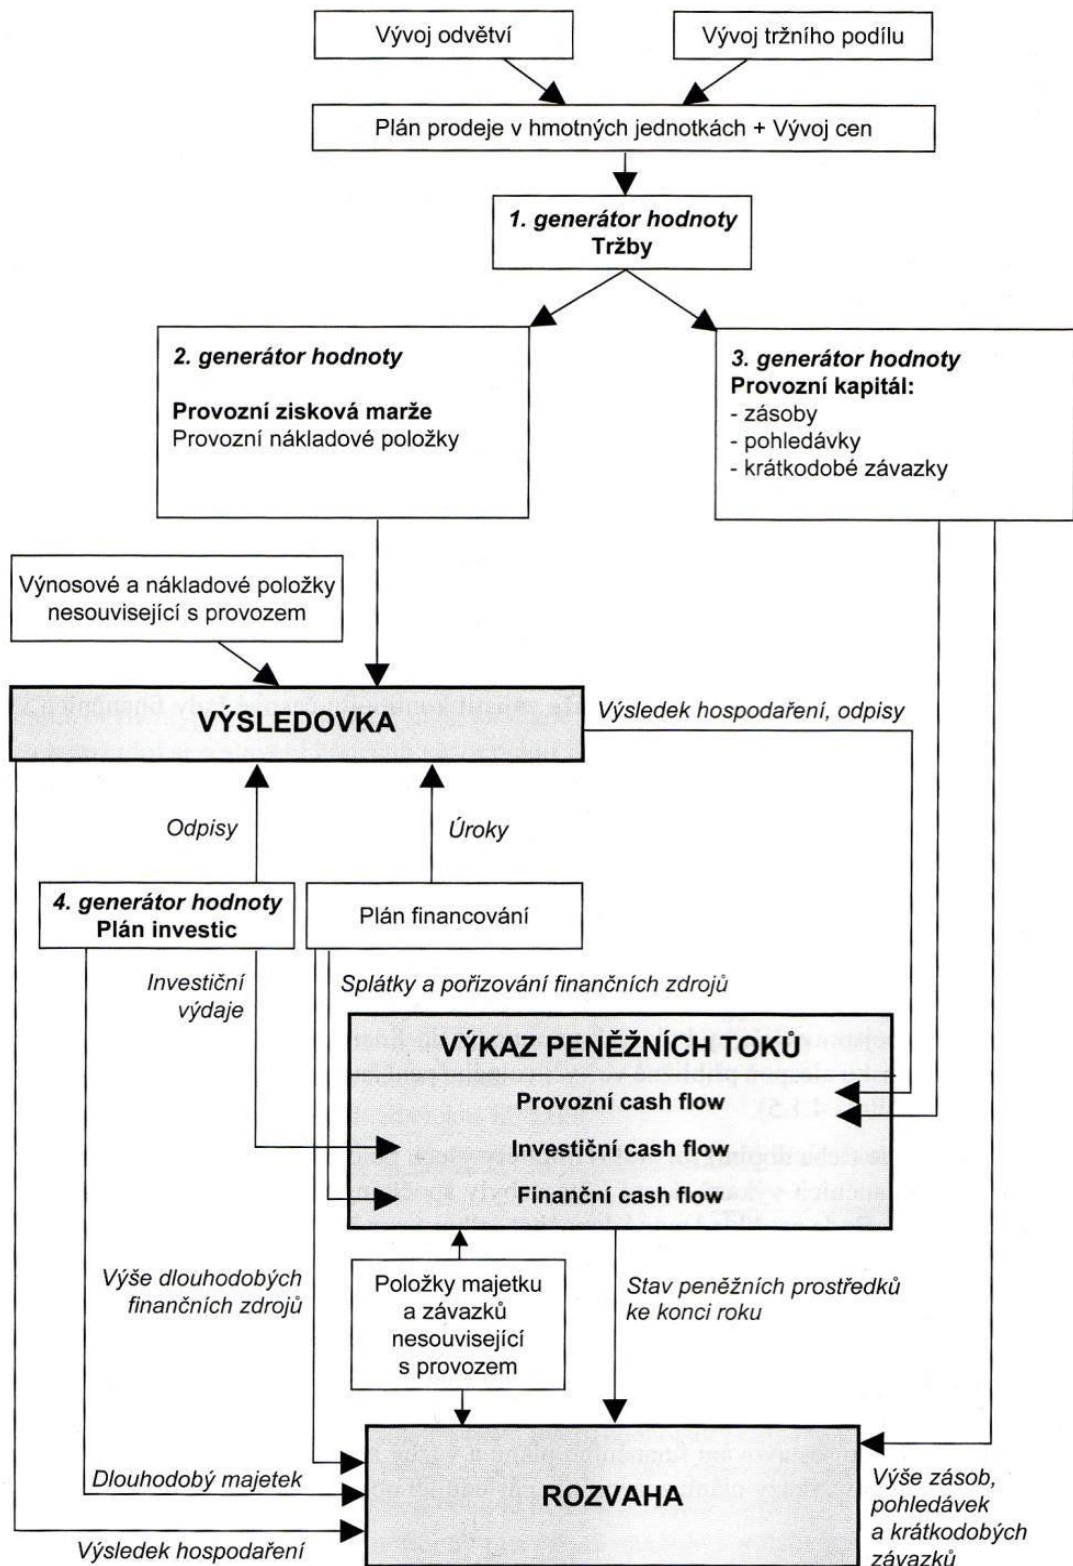 Vývoj odvětví
Vývoj tržního podílu
Plán prodeje v hmotných jednotkách + Vývoj cen
1. generátor hodnoty
Tržby
2. generátor hodnoty
Provozní zisková marže
Provozní nákladové položky
3. generátor hodnoty
Provozní kapitál:
- zásoby
- pohledávky
- krátkodobé závazky
Výnosové a nákladové položky
nesouvisející s provozem
VÝSLEDOVKA
Výsledek hospodaření, odpisy
Odpisy
Úroky
4. generátor hodnoty
Plán investic
Plán financování
Investiční
výdaje
Splátky a pořizování finančních zdrojů
VÝKAZ PENĚŽNÍCH TOKŮ
Provozní cash flow
Investiční cash flow
Finanční cash flow
Výše dlouhodobých
finančních zdrojů
Položky majetku
a závazků
nesouvisející
s provozem
Stav peněžních prostředků
ke konci roku
Dlouhodobý majetek
ROZVAHA
Výše zásob,
pohledávek
a krátkodobých
závazků
Výsledek hospodaření